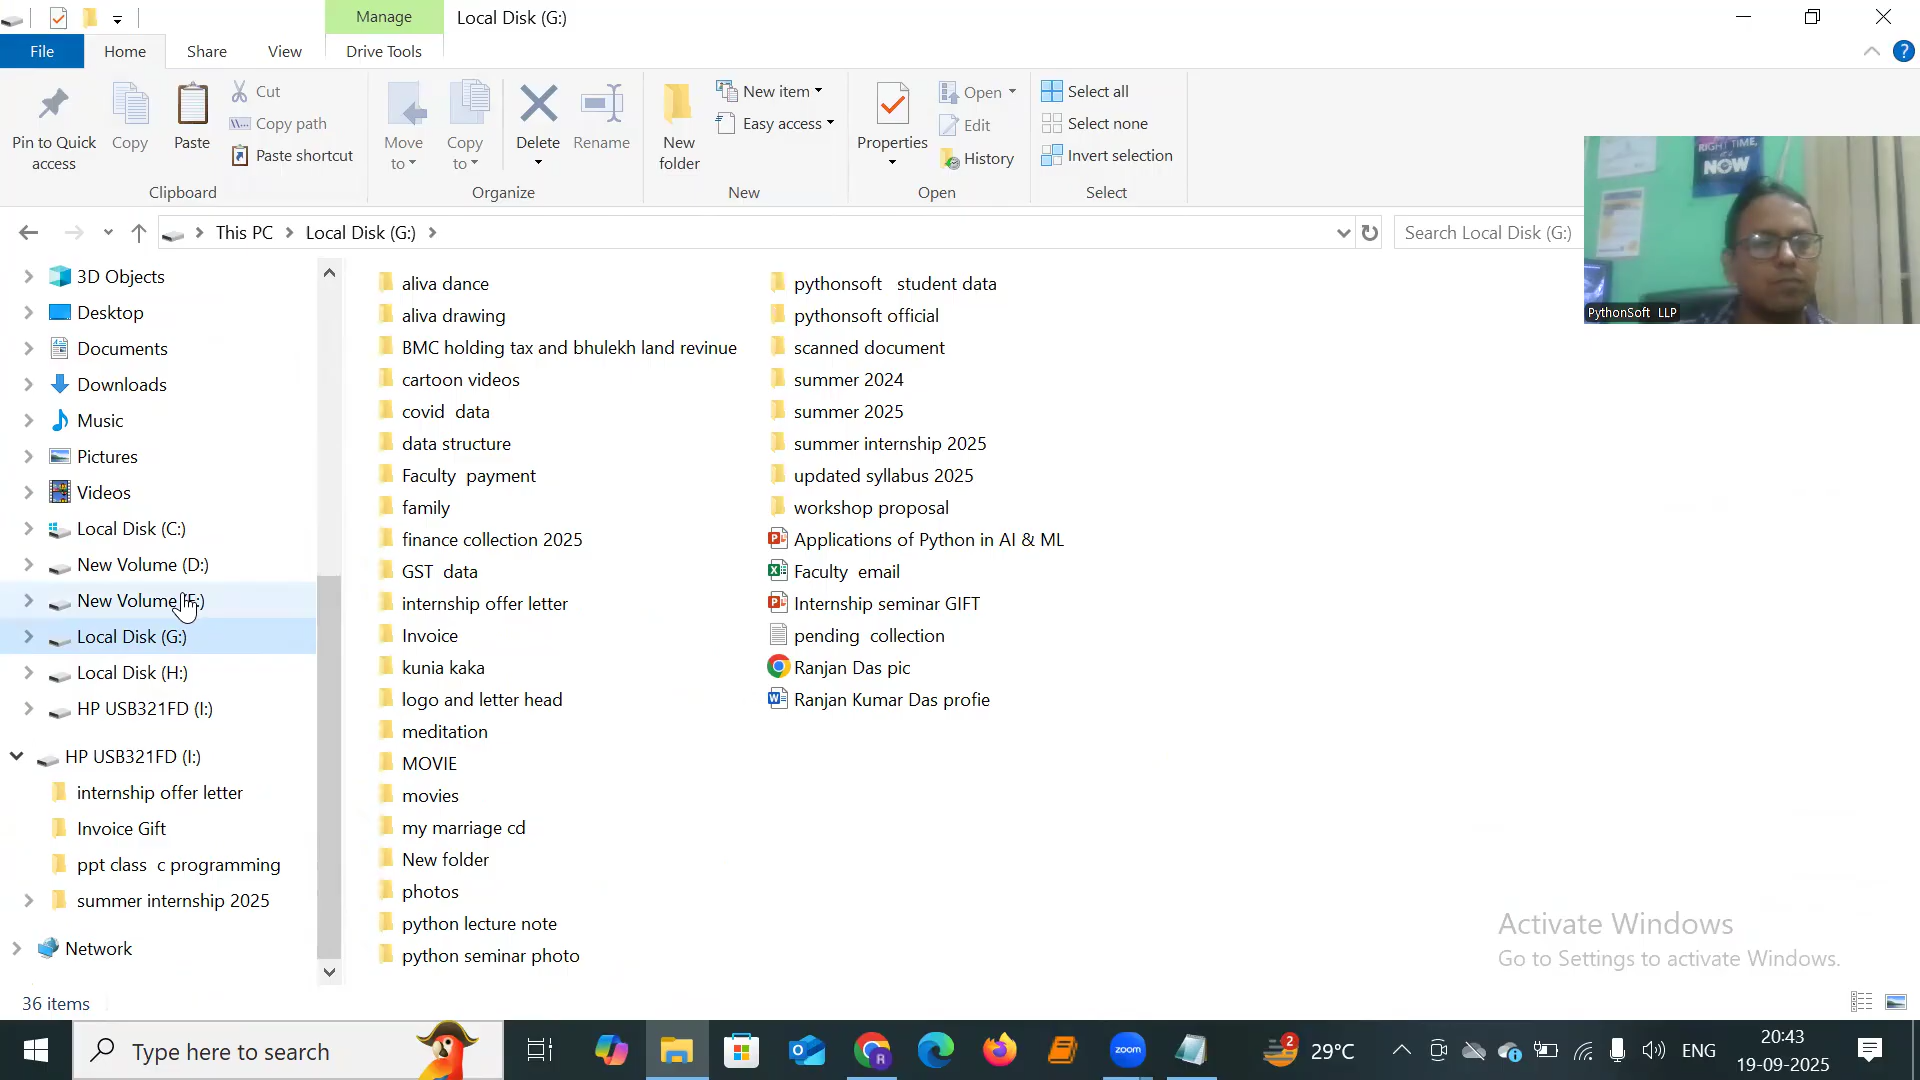 Manage
Local Disk (G:)
File
Home
Share
View
Drive Tools
Pin to Quick access
Copy
Paste
Cut
Copy path
Paste shortcut
Clipboard
Move to
Copy to
Delete
Rename
Organize
New folder
New item
Easy access
New
Properties
Open
Edit
History
Open
Select all
Select none
Invert selection
Select
This PC
Local Disk (G:)
Search Local Disk (G:)
3D Objects
Desktop
Documents
Downloads
Music
Pictures
Videos
Local Disk (C:)
New Volume (D:)
New Volume
Local Disk (G:)
Local Disk (H:)
HP USB321FD (I:)
HP USB321FD (I:)
internship offer letter
Invoice Gift
ppt class  c programming
summer internship 2025
Network
aliva dance
aliva drawing
BMC holding tax and bhulekh land revinue
cartoon videos
covid  data
data structure
Faculty  payment
family
finance collection 2025
GST  data
internship offer letter
Invoice
kunia kaka
logo and letter head
meditation
MOVIE
movies
my marriage cd
New folder
photos
python lecture note
python seminar photo
pythonsoft   student data
pythonsoft official
scanned document
summer 2024
summer 2025
summer internship 2025
updated syllabus 2025
workshop proposal
Applications of Python in AI & ML
Faculty  email
Internship seminar GIFT
pending  collection
Ranjan Das pic
Ranjan Kumar Das profie
RIGHT TIME,
NOW
PythonSoft  LLP
Activate Windows
Go to Settings to activate Windows.
36 items
Type here to search
zoom
2
29°C
ENG
20:43
19-09-2025